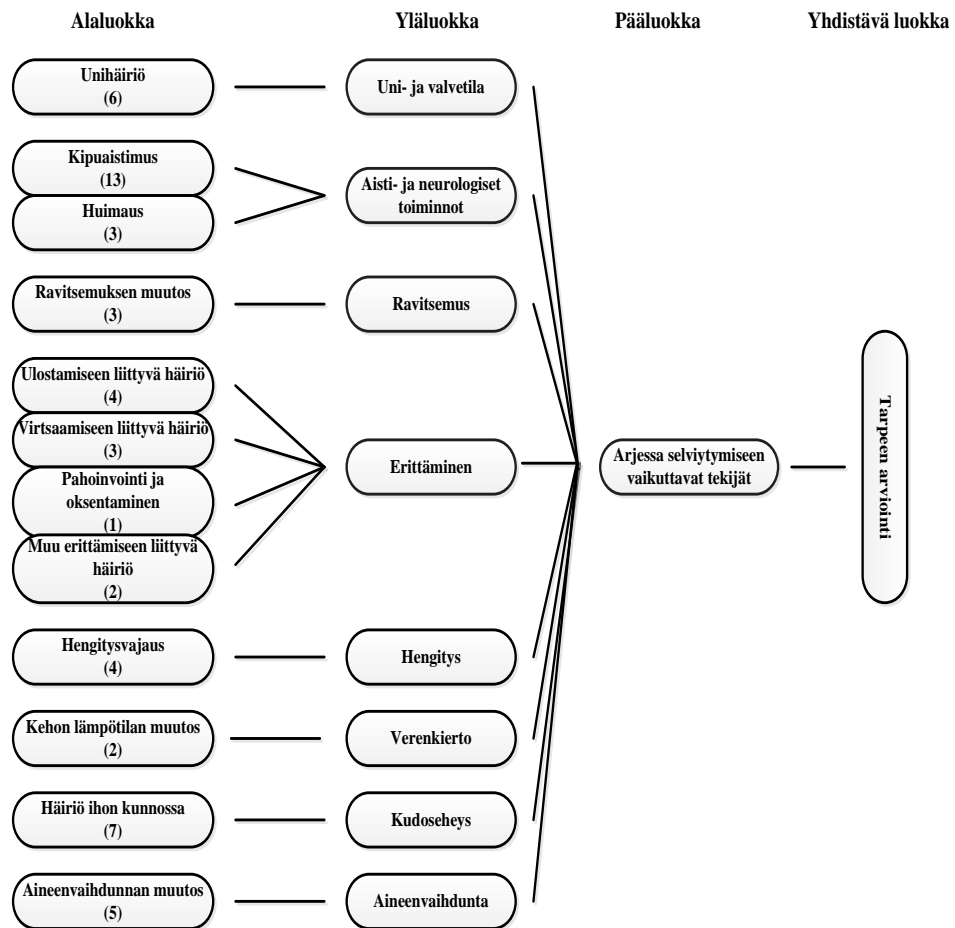 Alaluokka
Yläluokka
Pääluokka
Yhdistävä luokka
Unihäiriö
(6)
Uni- ja valvetila
Kipuaistimus
(13)
Huimaus
(3)
Aisti- ja neurologiset
toiminnot
Ravitsemuksen muutos
(3)
Ravitsemus
Ulostamiseen liittyvä häiriö
(4)
Virtsaamiseen liittyvä häiriö
(3)
Pahoinvointi ja
oksentaminen
(1)
Muu erittämiseen liittyvä
häiriö
(2)
Erittäminen
Arjessa selviytymiseen
vaikuttavat tekijät
Tarpeen arviointi
Hengitysvajaus
(4)
Hengitys
Kehon lämpötilan muutos
(2)
Verenkierto
Häiriö ihon kunnossa
(7)
Kudoseheys
Aineenvaihdunnan muutos
(5)
Aineenvaihdunta